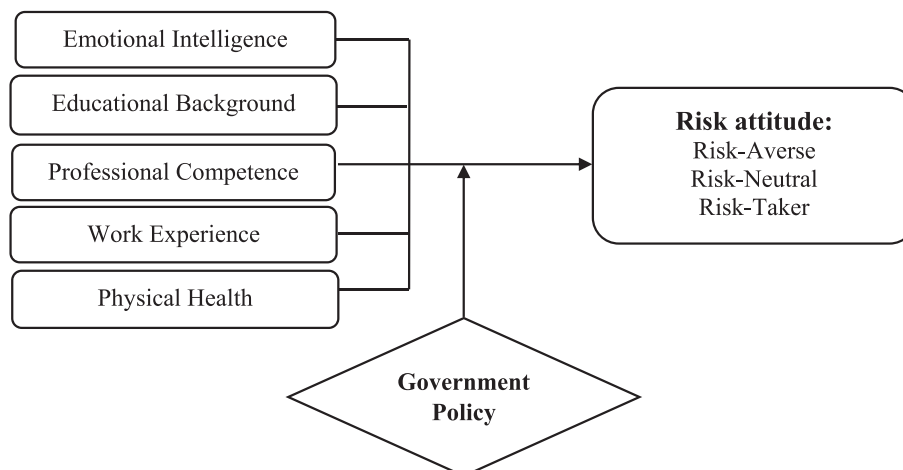 Emotional Intelligence
Educational Background
Professional Competence
Work Experience
Physical Health
Risk attitude:
Risk-Averse
Risk-Neutral
Risk-Taker
Government
Policy